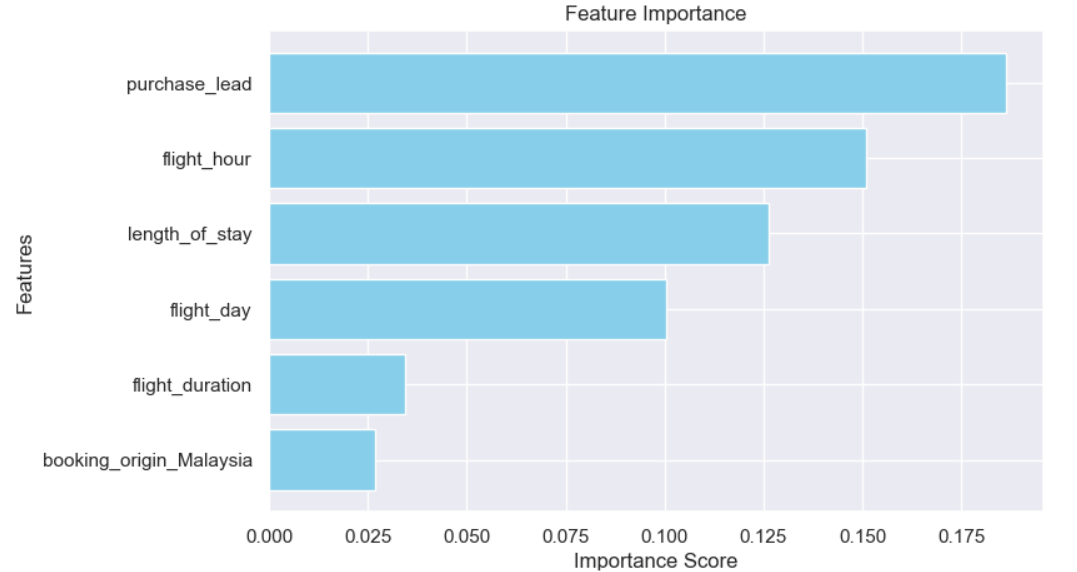 Feature Importance
purchase_lead
flight_hour
length_of_stay
flight_day
flight_duration
booking_origin_Malaysia
Features
0.000 0.025 0.050 0.075 0.100 0.125 0.150 0.175
Importance Score